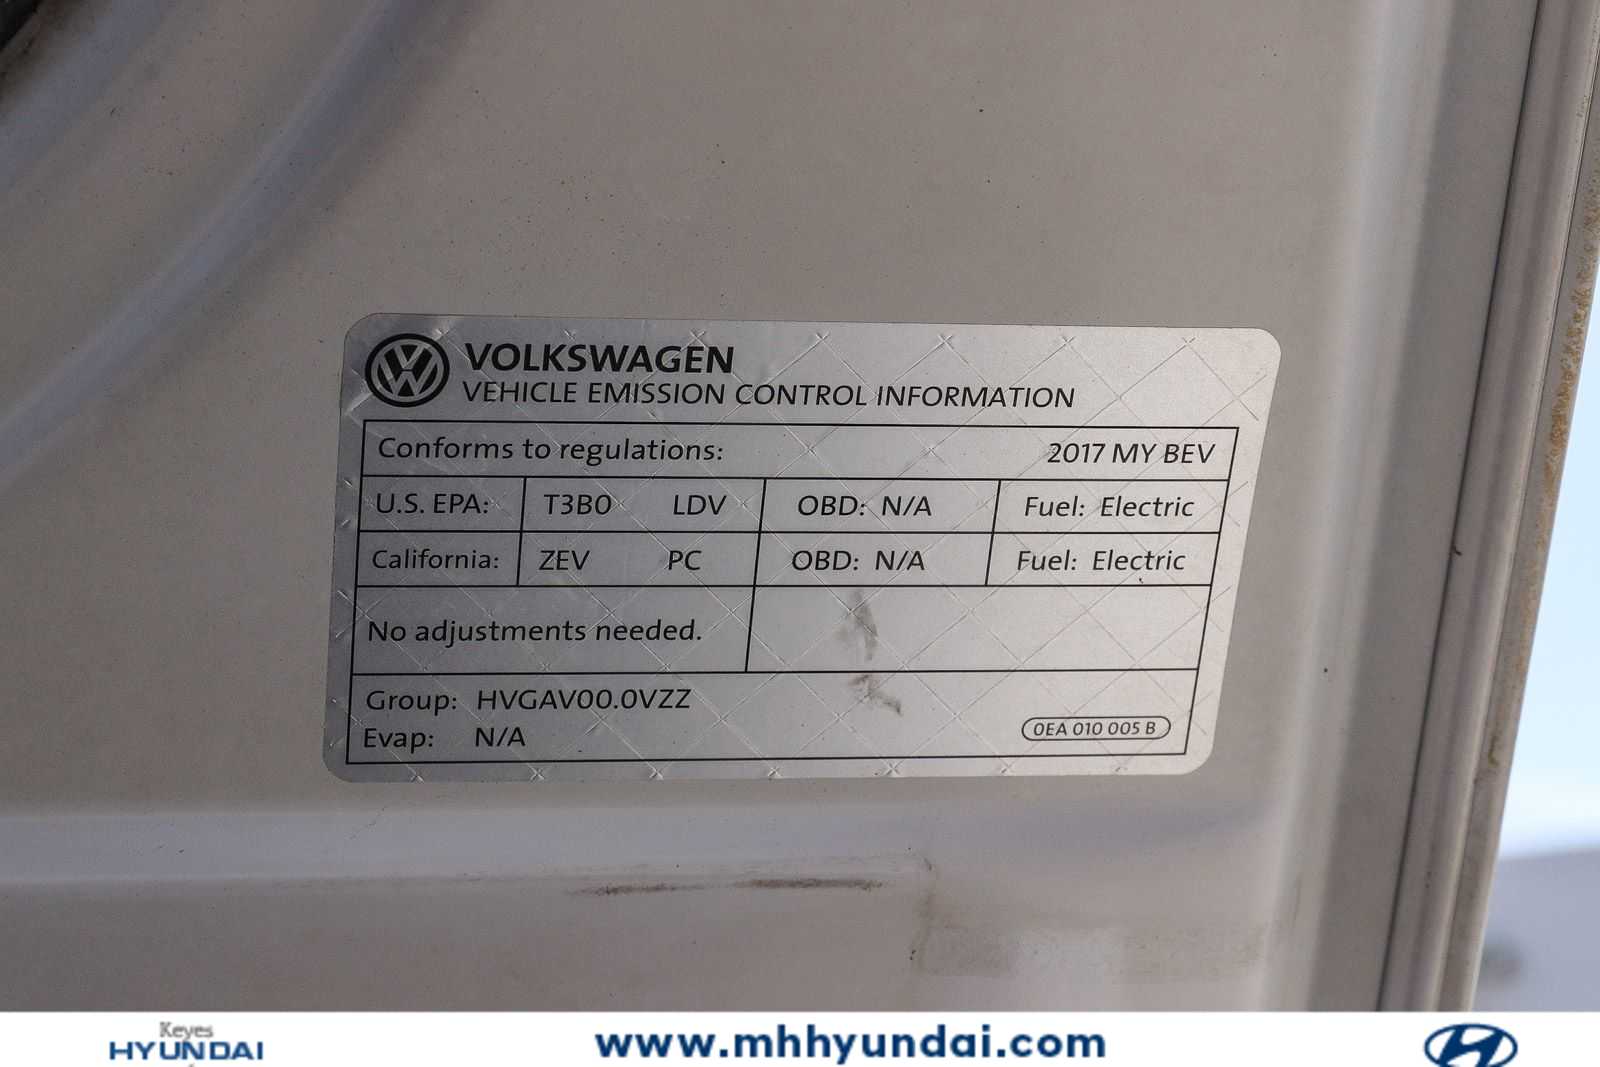 VOLKSWAGEN
VEHICLE EMISSION CONTROL INFORMATION
Conforms to regulations: 2017 MY BEV
U.S. EPA: T3B0 LDV OBD: N/A Fuel: Electric
California: ZEV PC OBD: N/A Fuel: Electric
No adjustments needed.
Group: HVGAV00.0VZZ
Evap: N/A
0EA 010 005 B
Keyes
HYUNDAI
www.mhhyundai.com